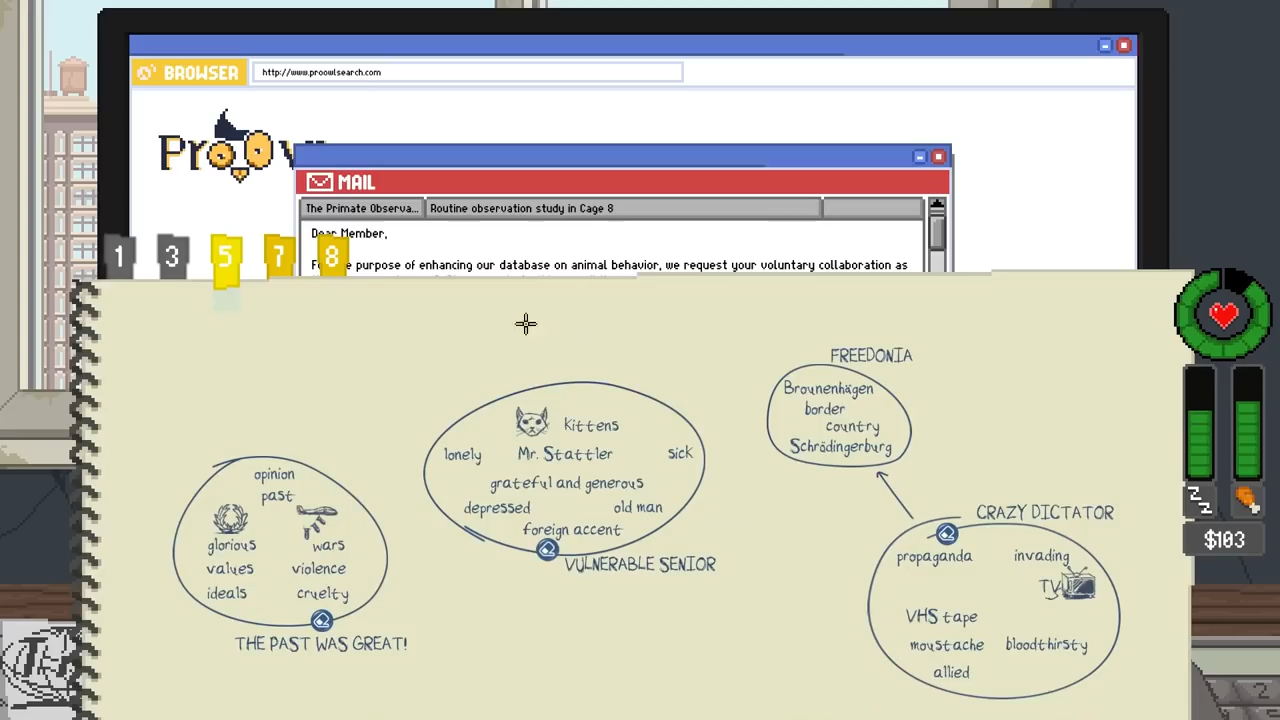 BROWSER
http://www.proowlsearch.com
MAIL
The Primate Observa... Routine observation study in Cage 8
Dear Member,
purpose of enhancing our database on animal behavior, we request your voluntary collaboration as
1 3 5 7 8
FREEDONIA
Brounenhägen
border
country
Schrödingerburg
Kittens
lonely Mr. Stattler sick
grateful and generous
depressed old man
foreign accent
VULNERABLE SENIOR
opinion
past
glorious wars
values violence
ideals cruelty
THE PAST WAS GREAT!
CRAZY DICTATOR
propaganda invading
TV
VHS tape
moustache bloodthirsty
allied
Z Z Z
$103
2